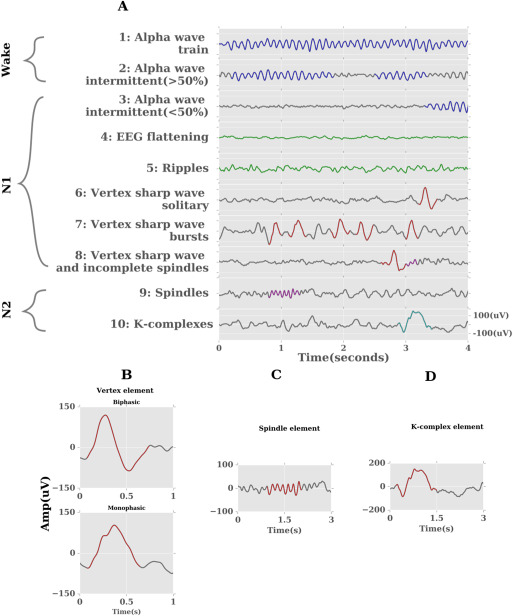 A
Wake
1: Alpha wave
train
2: Alpha wave
intermittent(>50%)
N1
3: Alpha wave
intermittent(<50%)
4: EEG flattening
5: Ripples
6: Vertex sharp wave
solitary
7: Vertex sharp wave
bursts
8: Vertex sharp wave
and incomplete spindles
N2
9: Spindles
10: K-complexes
100(uV)
-100(uV)
0 1 2 3 4
Time(seconds)
B
Vertex element
Biphasic
150
0
−150
0 0.5 1
Amp(uV)
Monophasic
150
0
−150
0 0.5 1
Time(s)
C
Spindle element
100
0
−100
0 1.5 3
Time(s)
D
K-complex element
200
0
−200
0 1.5 3
Time(s)